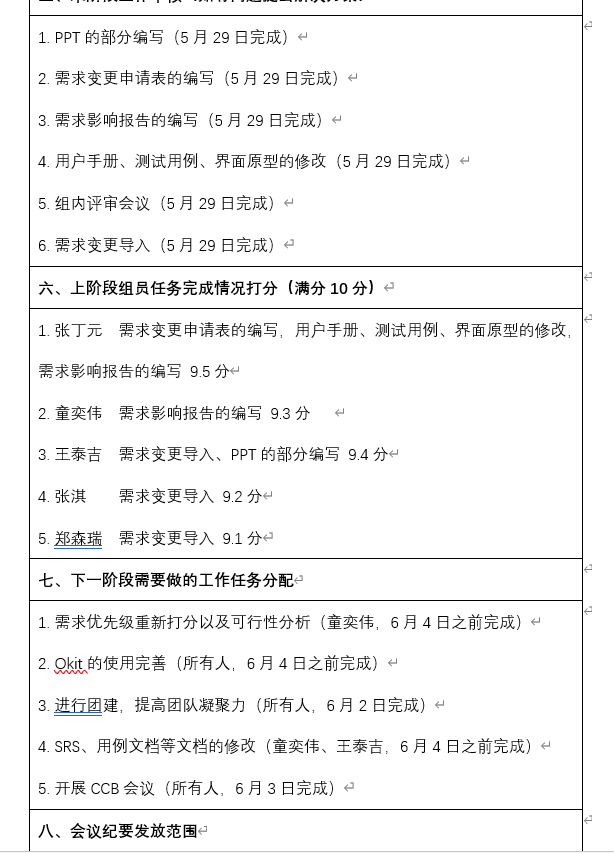 1. PPT 的部分编写（5 月 29 日完成）
2. 需求变更申请表的编写（5 月 29 日完成）
3. 需求影响报告的编写（5 月 29 日完成）
4. 用户手册、测试用例、界面原型的修改（5 月 29 日完成）
5. 组内评审会议（5 月 29 日完成）
6. 需求变更导入（5 月 29 日完成）
六、上阶段组员任务完成情况打分（满分 10 分）
1. 张丁元 需求变更申请表的编写，用户手册、测试用例、界面原型的修改，
需求影响报告的编写 9.5 分
2. 童奕伟 需求影响报告的编写 9.3 分
3. 王泰吉 需求变更导入、PPT 的部分编写 9.4 分
4. 张淇 需求变更导入 9.2 分
5. 郑森瑞 需求变更导入 9.1 分
七、下一阶段需要做的工作任务分配
1. 需求优先级重新打分以及可行性分析（童奕伟，6 月 4 日之前完成）
2. Okit 的使用完善（所有人，6 月 4 日之前完成）
3. 进行团建，提高团队凝聚力（所有人，6 月 2 日完成）
4. SRS、用例文档等文档的修改（童奕伟、王泰吉，6 月 4 日之前完成）
5. 开展 CCB 会议（所有人，6 月 3 日完成）
八、会议纪要发放范围